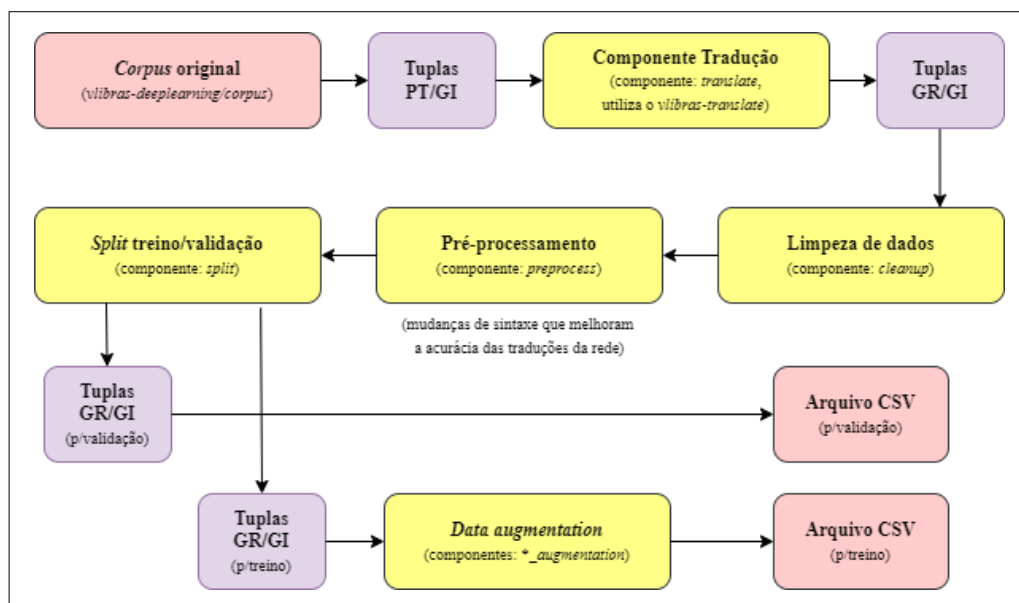 Corpus original
(vlibras-deeplearning/corpus)
Tuplas
PT/GI
Componente Tradução
(componente: translate,
utiliza o vlibras-translate)
Tuplas
GR/GI
Split treino/validação
(componente: split)
Pré-processamento
(componente: preprocess)
Limpeza de dados
(componente: cleanup)
(mudanças de sintaxe que melhoram
a acurácia das traduções da rede)
Tuplas
GR/GI
(p/validação)
Arquivo CSV
(p/validação)
Tuplas
GR/GI
(p/treino)
Data augmentation
(componentes: *_augmentation)
Arquivo CSV
(p/treino)